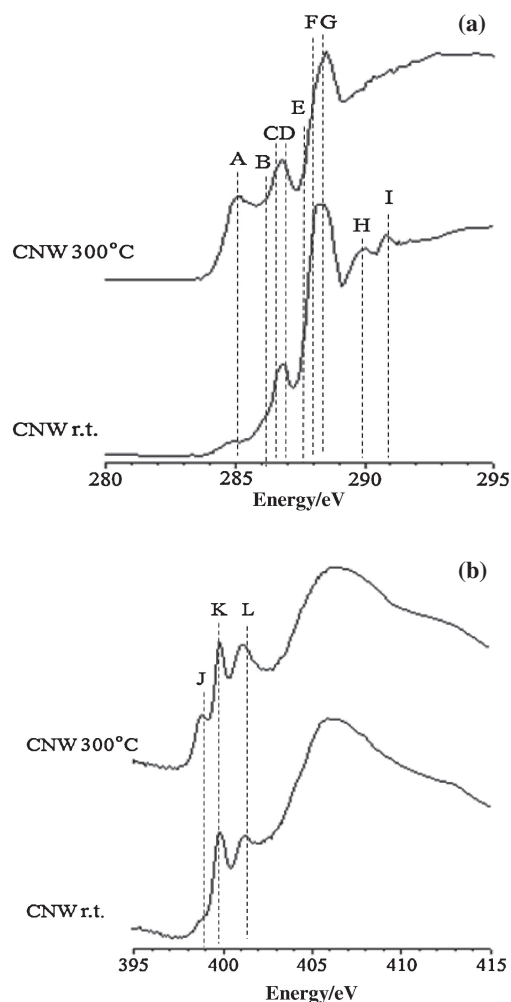 (a)
F G
E
C D
A
B
I
H
CNW 300°C
CNW r.t.
280 285 290 295
Energy/eV
(b)
K L
J
CNW 300°C
CNW r.t.
395 400 405 410 415
Energy/eV